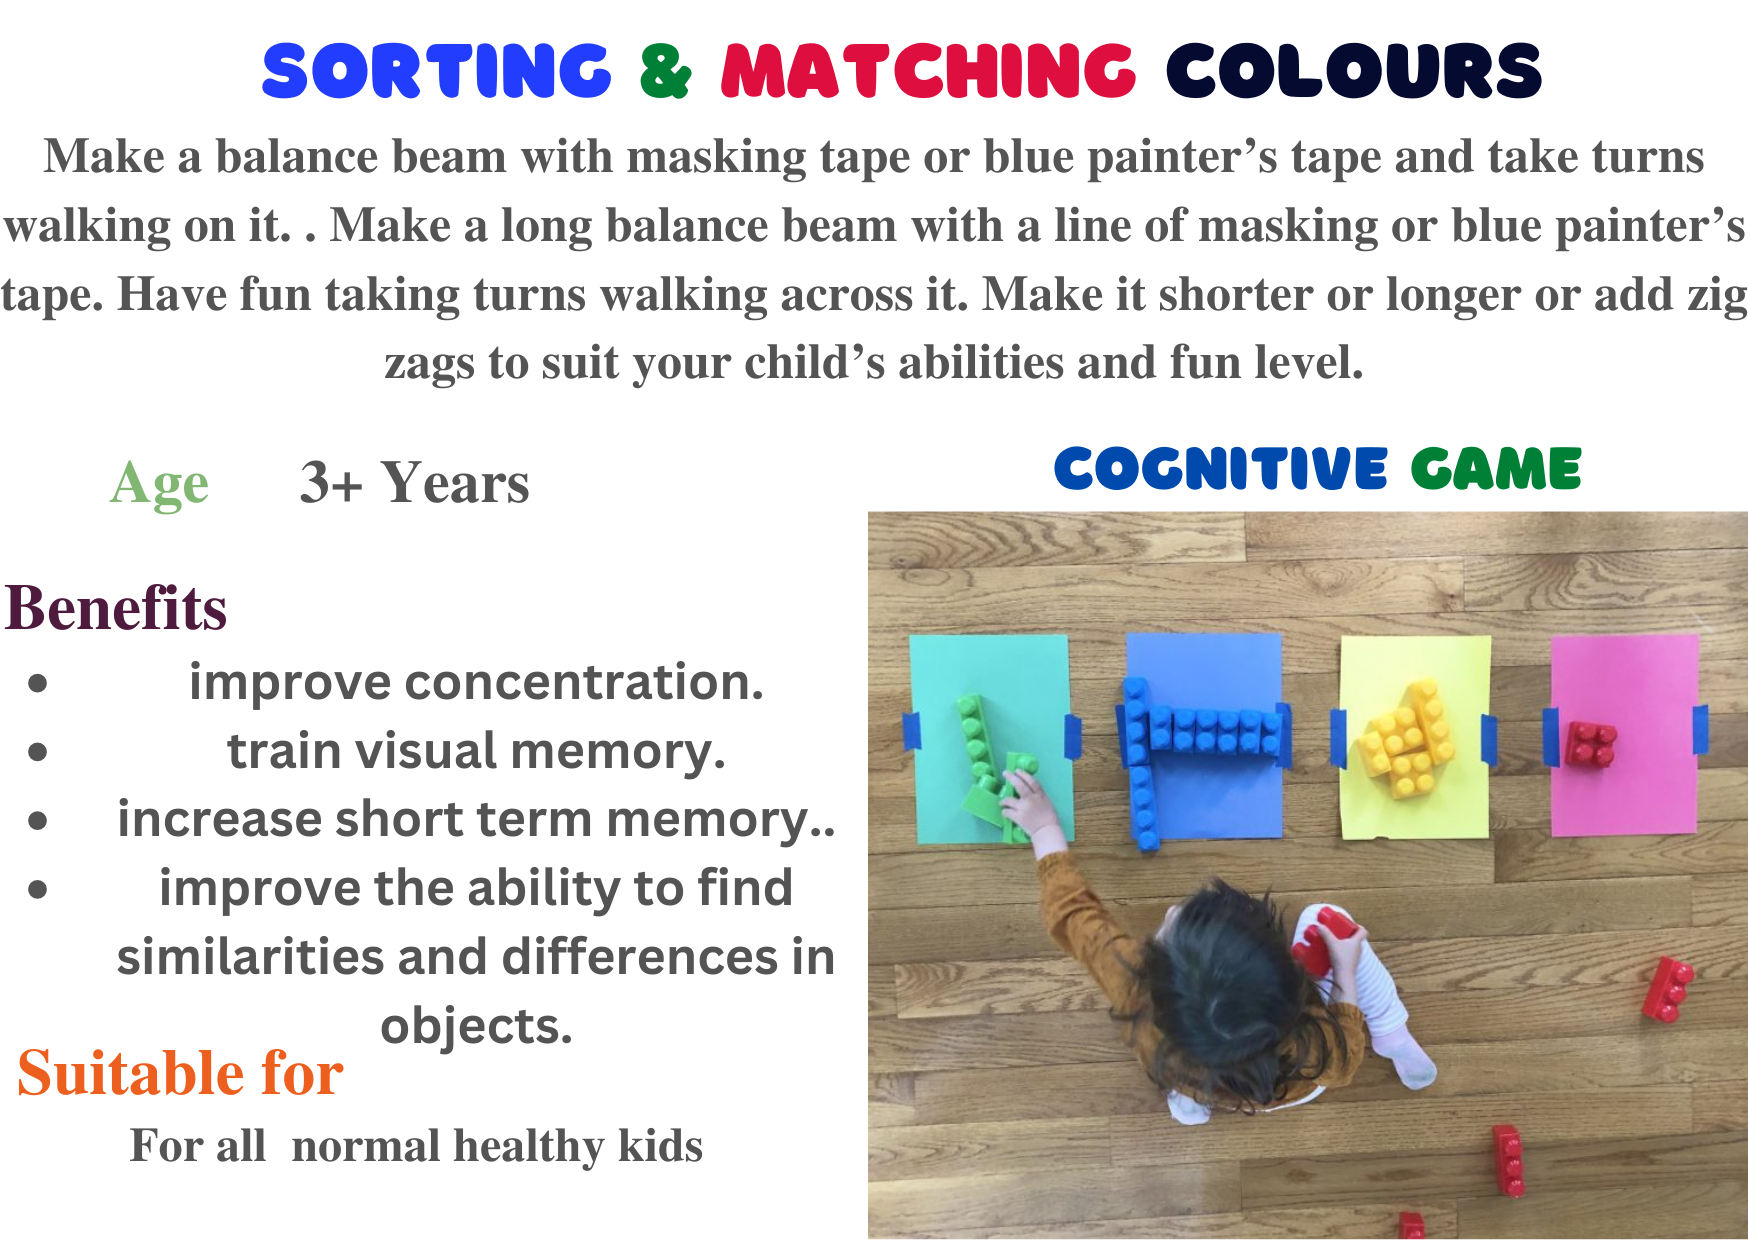 SORTING & MATCHING COLOURS
Make a balance beam with masking tape or blue painter’s tape and take turns
walking on it. . Make a long balance beam with a line of masking or blue painter’s
tape. Have fun taking turns walking across it. Make it shorter or longer or add zig
zags to suit your child’s abilities and fun level.
Age 3+ Years
COGNITIVE GAME
Benefits
• improve concentration.
• train visual memory.
• increase short term memory..
• improve the ability to find
similarities and differences in
objects.
Suitable for
For all normal healthy kids